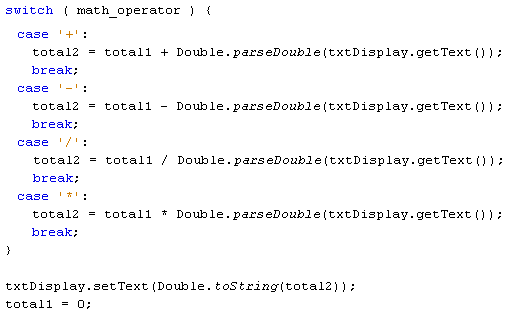 switch ( math_operator ) {
case '+':
total2 = total1 + Double.parseDouble(txtDisplay.getText());
break;
case '-':
total2 = total1 - Double.parseDouble(txtDisplay.getText());
break;
case '/':
total2 = total1 / Double.parseDouble(txtDisplay.getText());
break;
case '*':
total2 = total1 * Double.parseDouble(txtDisplay.getText());
break;
}
txtDisplay.setText(Double.toString(total2));
total1 = 0;